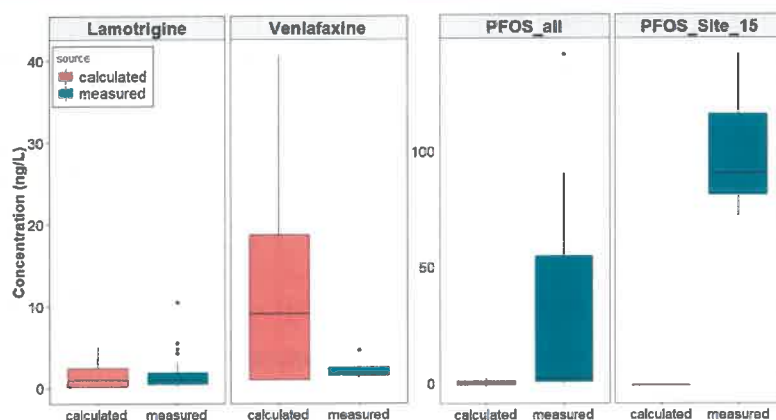 Lamotrigine Venlafaxine PFOS_all PFOS_Site_15
source
calculated
measured
Concentration (ng/L)
40
30
20
10
0
100
50
0
calculated measured calculated measured calculated measured calculated measured